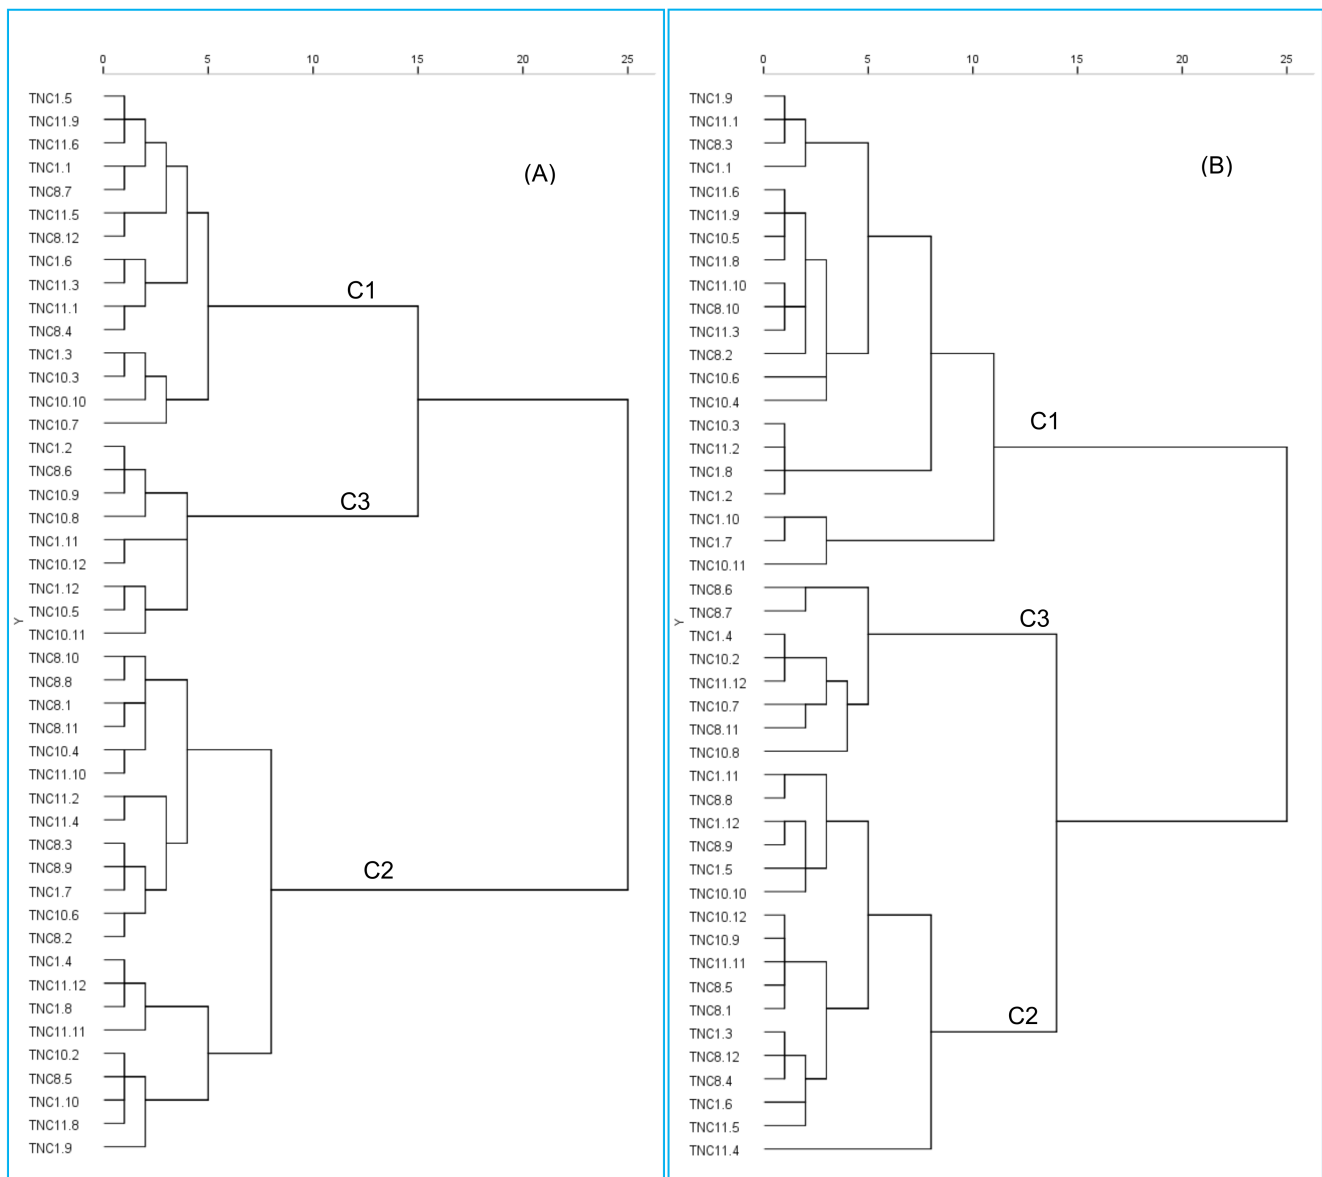 0 5 10 15 20 25
TNC1.5
TNC11.9
TNC11.6
TNC1.1
TNC8.7
TNC11.5
TNC8.12
TNC1.6
TNC11.3
TNC11.1
TNC8.4
TNC1.3
TNC10.3
TNC10.10
TNC10.7
TNC1.2
TNC8.6
TNC10.9
TNC10.8
TNC1.11
TNC10.12
TNC1.12
TNC10.5
TNC10.11
TNC8.10
TNC8.8
TNC8.1
TNC8.11
TNC10.4
TNC11.10
TNC11.2
TNC11.4
TNC8.3
TNC8.9
TNC1.7
TNC10.6
TNC8.2
TNC1.4
TNC11.12
TNC1.8
TNC11.11
TNC10.2
TNC8.5
TNC1.10
TNC11.8
TNC1.9
Y
(A)
C1
C3
C2
0 5 10 15 20 25
TNC1.9
TNC11.1
TNC8.3
TNC1.1
TNC11.6
TNC11.9
TNC10.5
TNC11.8
TNC11.10
TNC8.10
TNC11.3
TNC8.2
TNC10.6
TNC10.4
TNC10.3
TNC11.2
TNC1.8
TNC1.2
TNC1.10
TNC1.7
TNC10.11
TNC8.6
TNC8.7
TNC1.4
TNC10.2
TNC11.12
TNC10.7
TNC8.11
TNC10.8
TNC1.11
TNC8.8
TNC1.12
TNC8.9
TNC1.5
TNC10.10
TNC10.12
TNC10.9
TNC11.11
TNC8.5
TNC8.1
TNC1.3
TNC8.12
TNC8.4
TNC1.6
TNC11.5
TNC11.4
Y
(B)
C1
C3
C2